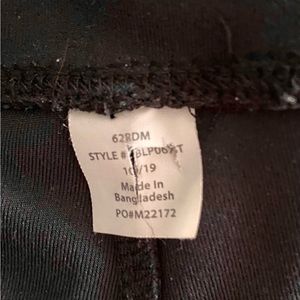 62RDM
STYLE #
10/19
Made In
Bangladesh
PO#M22172